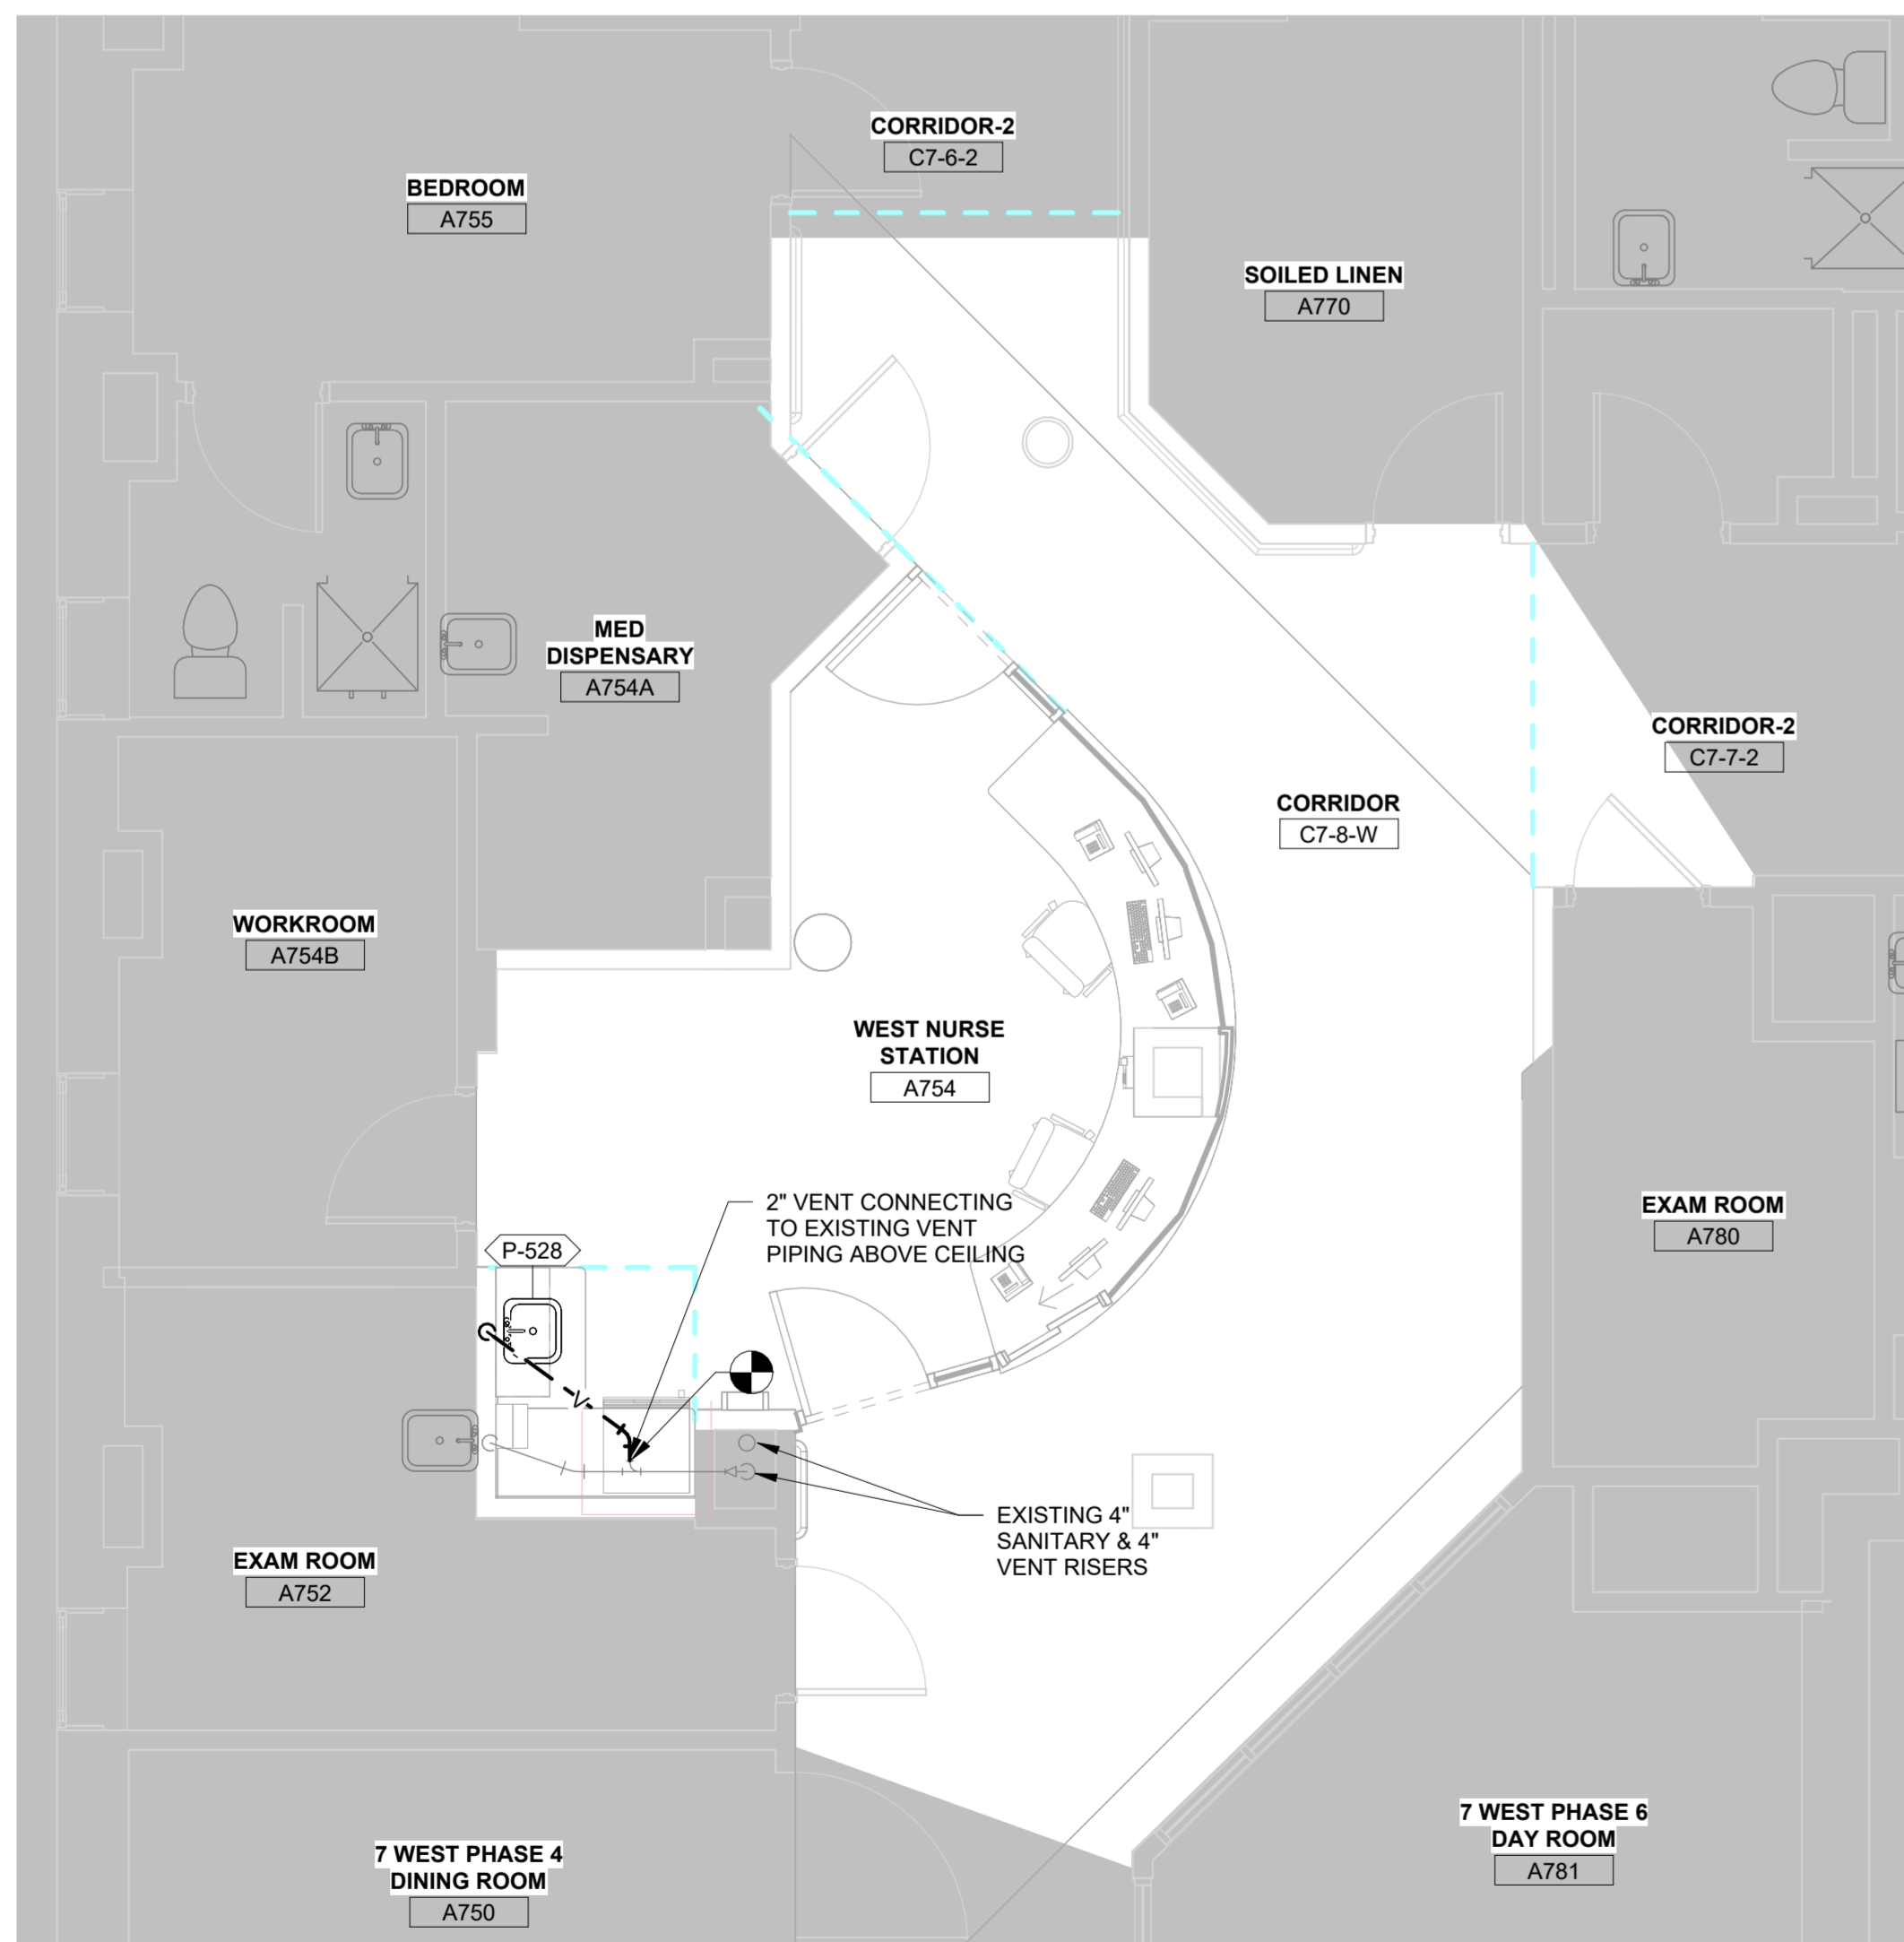 CORRIDOR-2
C7-6-2
BEDROOM
A755
SOILED LINEN
A770
MED
DISPENSARY
A754A
CORRIDOR-2
C7-7-2
CORRIDOR
C7-8-W
WORKROOM
A754B
WEST NURSE
STATION
A754
2" VENT CONNECTING
TO EXISTING VENT
PIPING ABOVE CEILING
EXAM ROOM
A780
P-528
V
EXISTING 4"
SANITARY & 4"
VENT RISERS
EXAM ROOM
A752
7 WEST PHASE 4
DINING ROOM
A750
7 WEST PHASE 6
DAY ROOM
A781